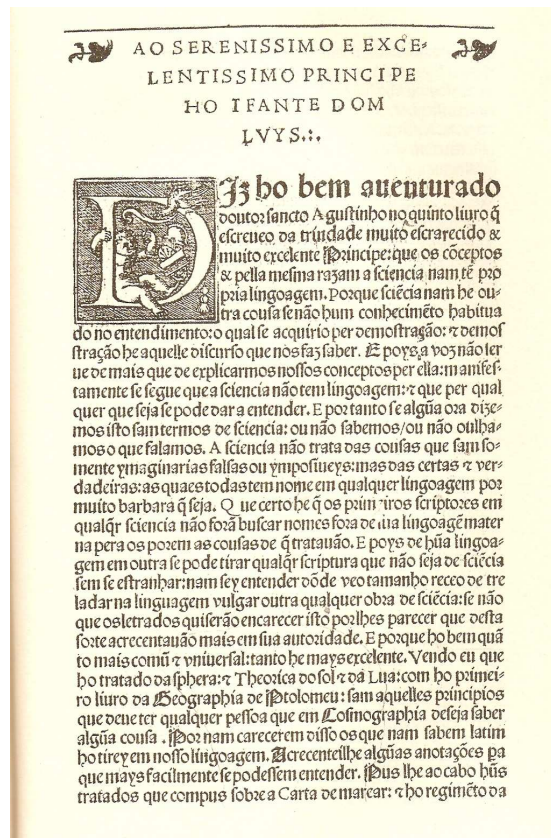 AO SERENISSIMO E EXCE⸗
LENTISSIMO PRINCIPE
HO IFANTE DOM
LVYS.:.
DIz ho bem auenturado
doutor sancto Agustinho no quinto liuro q̃
escreueo da trindade muito escrarecido &
muito excelente Principe: que os cõceptos
& pella mesma razam a sciencia nam tẽ pro
pria lingoagem. Porque sciẽcia nam he ou⸗
tra cousa se não hum conhecimẽto habitua
do no entendimento: o qual se acquirio per demostração: ⁊ demos
stração he aquelle discurso que nos faz saber. E poys a voz não ser
ue de mais que de explicarmos nossos conceptos per ella: manifes⸗
tamente se segue que a sciencia não tem lingoagem: ⁊ que per qual
quer que seja se pode dar a entender. E por tanto se algũa ora dize⸗
mos isto sam termos de sciencia: ou não sabemos/ou não oulha⸗
mos o que falamos. A sciencia não trata das cousas que sam so⸗
mente ymaginarias falsas ou ympossiueys: mas das certas ⁊ ver⸗
dadeiras: as quaes todas tem nome em qualquer lingoagem por
muito barbara q̃ seja. Que certo he q̃ os primeiros scriptores em
qualq̃r sciencia não forã buscar nomes fora de sua lingoagẽ mater
na pera os porem as cousas de q̃ tratauão. E poys de hũa lingoa⸗
gem em outra se pode tirar qualq̃r scriptura que não seja de sciẽcia
sem se estranhar: nam sey entender dõde veo tamanho receo de tre
ladar na linguagem vulgar outra qualquer obra de sciẽcia: se não
que os letrados quiserão encarecer isto por lhes parecer que desta
sorte acrecentauão mais em sua autoridade. E porque ho bem quã
to mais comũ ⁊ vniuersal: tanto he mays excelente. Vendo eu que
ho tratado da sphera: ⁊ Theorica do sol ⁊ da Lua: com ho primei⸗
ro liuro da Geographia de Ptolomeu: sam aquelles principios
que deue ter qualquer pessoa que em Cosmographia deseja saber
algũa cousa. Por nam carecerem disso os que nam sabem latim
ho tirey em nosso lingoagem. Acrecenteilhe algũas anotações pa
que mays facilmente se podessem entender. Pus lhe ao cabo hũs
tratados que compus sobre a Carta de marear: ⁊ ho regimẽto da